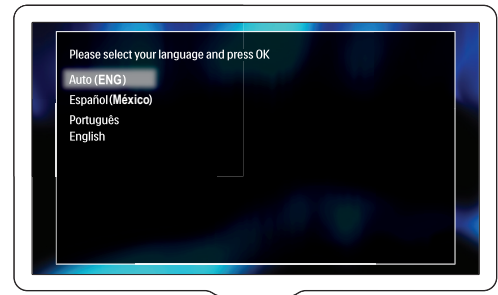 Please select your language and press OK
Auto (ENG)
Español (México)
Português
English